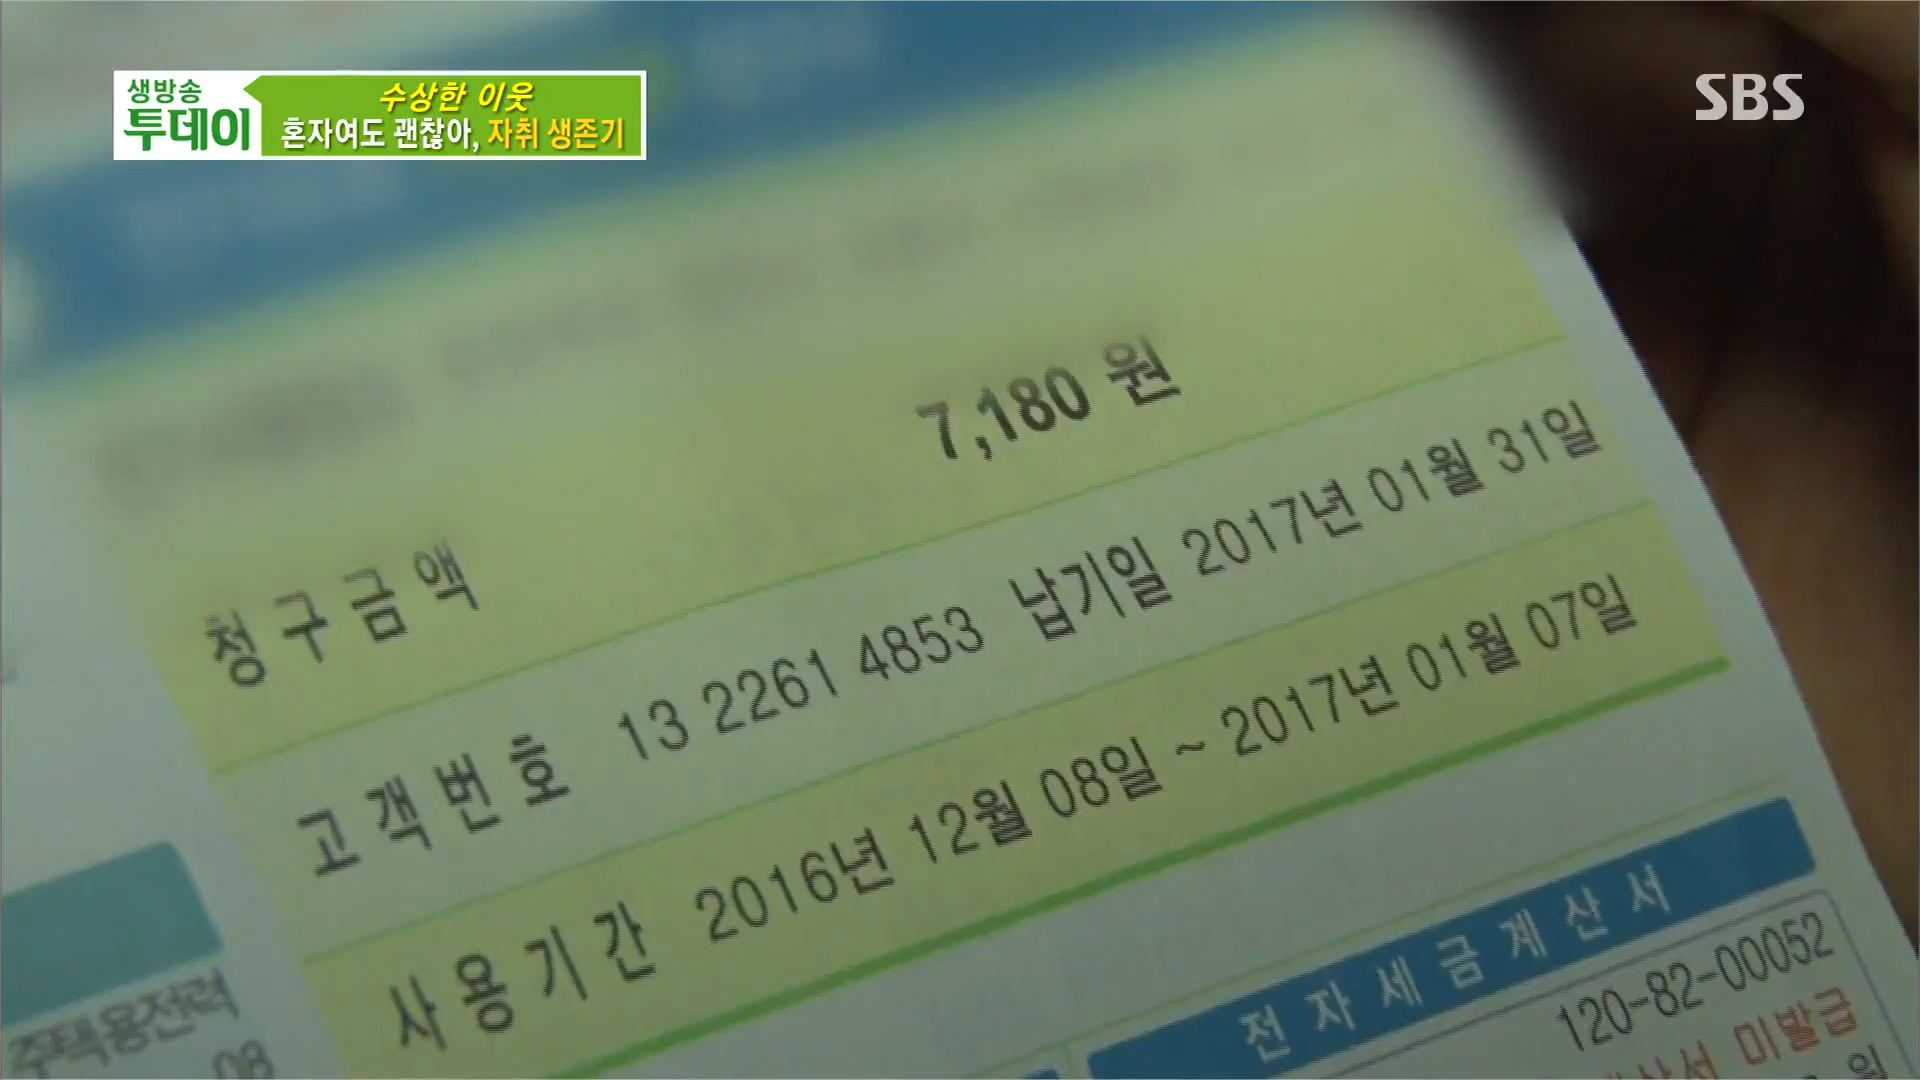 생방송
투데이
수상한 이웃
혼자여도 괜찮아, 자취 생존기
SBS
청구금액 7,180 원
고객번호 13 2261 4853 납기일 2017년 01월 31일
사용기간 2016년 12월 08일 ~ 2017년 01월 07일
전자세금계산서
120-82-00052
미발급
원
주택용전력
08